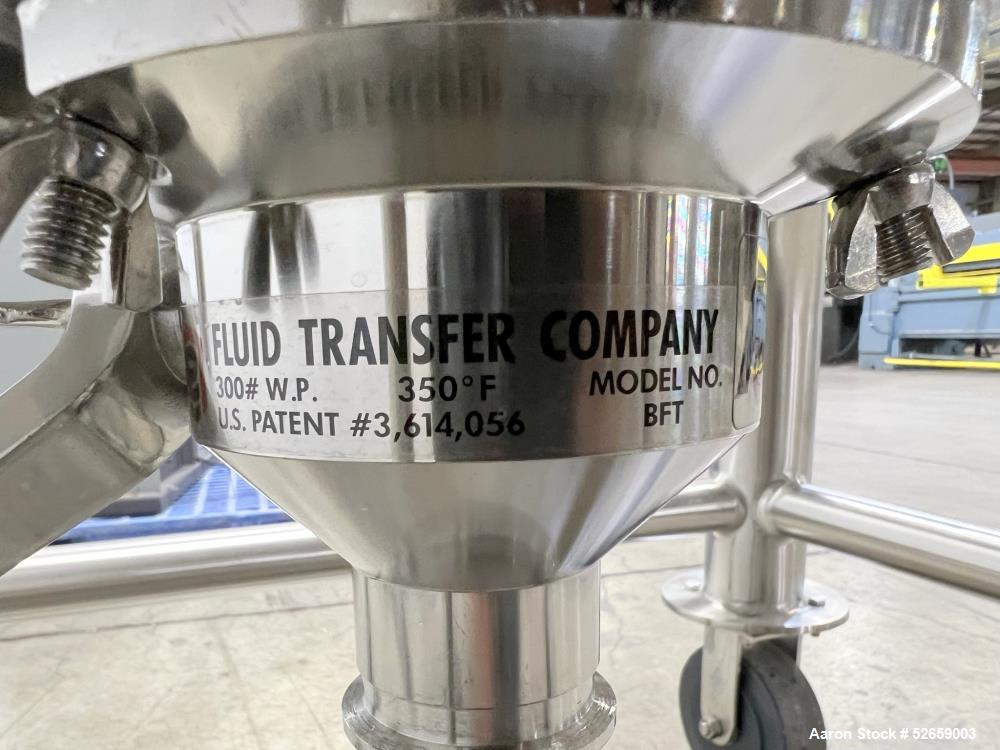 FLUID TRANSFER COMPANY
300# W.P. 350°F MODEL NO.
U.S. PATENT #3,614,056 BFT
Aaron Stock # 52659003